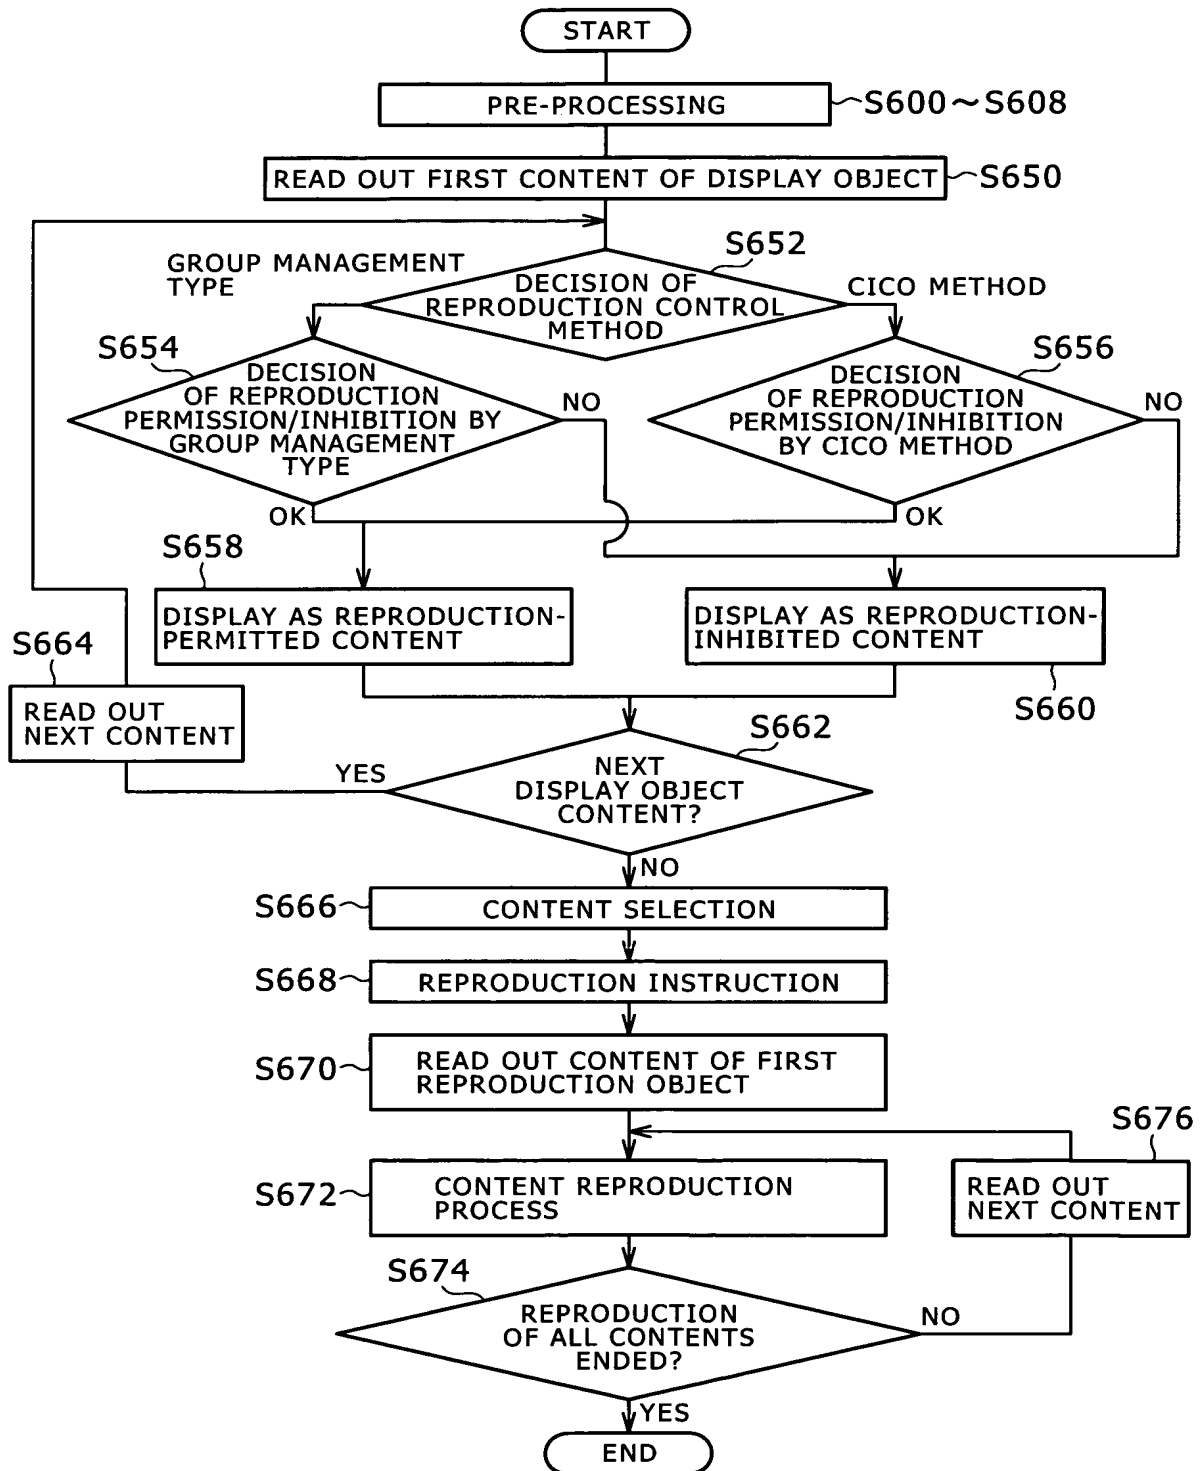 START
PRE-PROCESSING
S600~S608
READ OUT FIRST CONTENT OF DISPLAY OBJECT
S650
S652
GROUP MANAGEMENT
TYPE
DECISION OF
REPRODUCTION CONTROL
METHOD
CICO METHOD
S654
DECISION
OF REPRODUCTION
PERMISSION/INHIBITION BY
GROUP MANAGEMENT
TYPE
NO
OK
S656
DECISION
OF REPRODUCTION
PERMISSION/INHIBITION
BY CICO METHOD
NO
OK
S658
DISPLAY AS REPRODUCTION-
PERMITTED CONTENT
DISPLAY AS REPRODUCTION-
INHIBITED CONTENT
S660
S664
READ OUT
NEXT CONTENT
S662
YES
NEXT
DISPLAY OBJECT
CONTENT?
NO
S666
CONTENT SELECTION
S668
REPRODUCTION INSTRUCTION
S670
READ OUT CONTENT OF FIRST
REPRODUCTION OBJECT
S676
READ OUT
NEXT CONTENT
S672
CONTENT REPRODUCTION
PROCESS
S674
REPRODUCTION
OF ALL CONTENTS
ENDED?
NO
YES
END